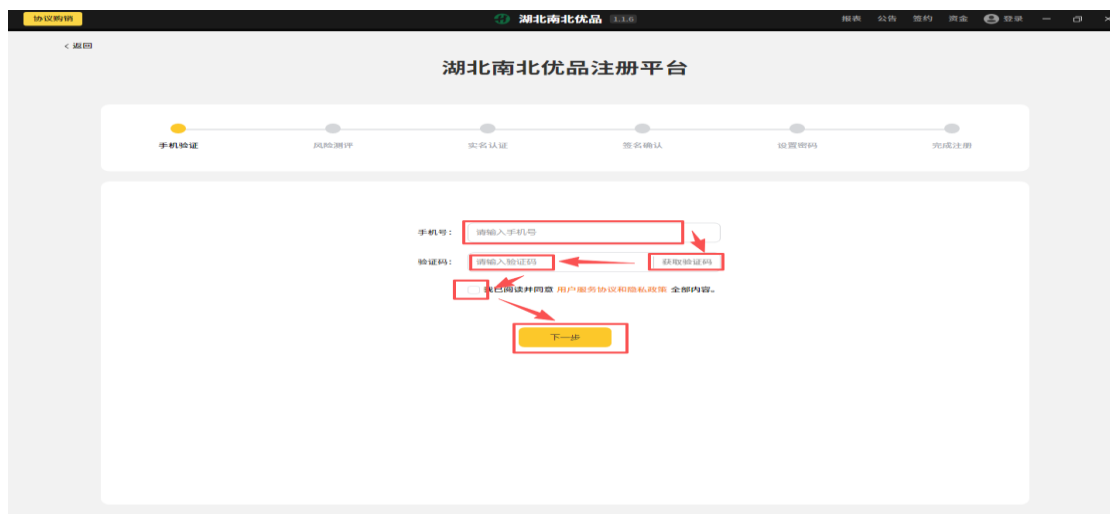 协议购销 湖北南北优品 1.1.6 报表 公告 签约 资金 登录
< 返回
湖北南北优品注册平台
手机验证 风险测评 实名认证 签名确认 设置密码 完成注册
手机号： 请输入手机号
验证码： 请输入验证码 获取验证码
我已阅读并同意 用户服务协议和隐私政策 全部内容。
下一步